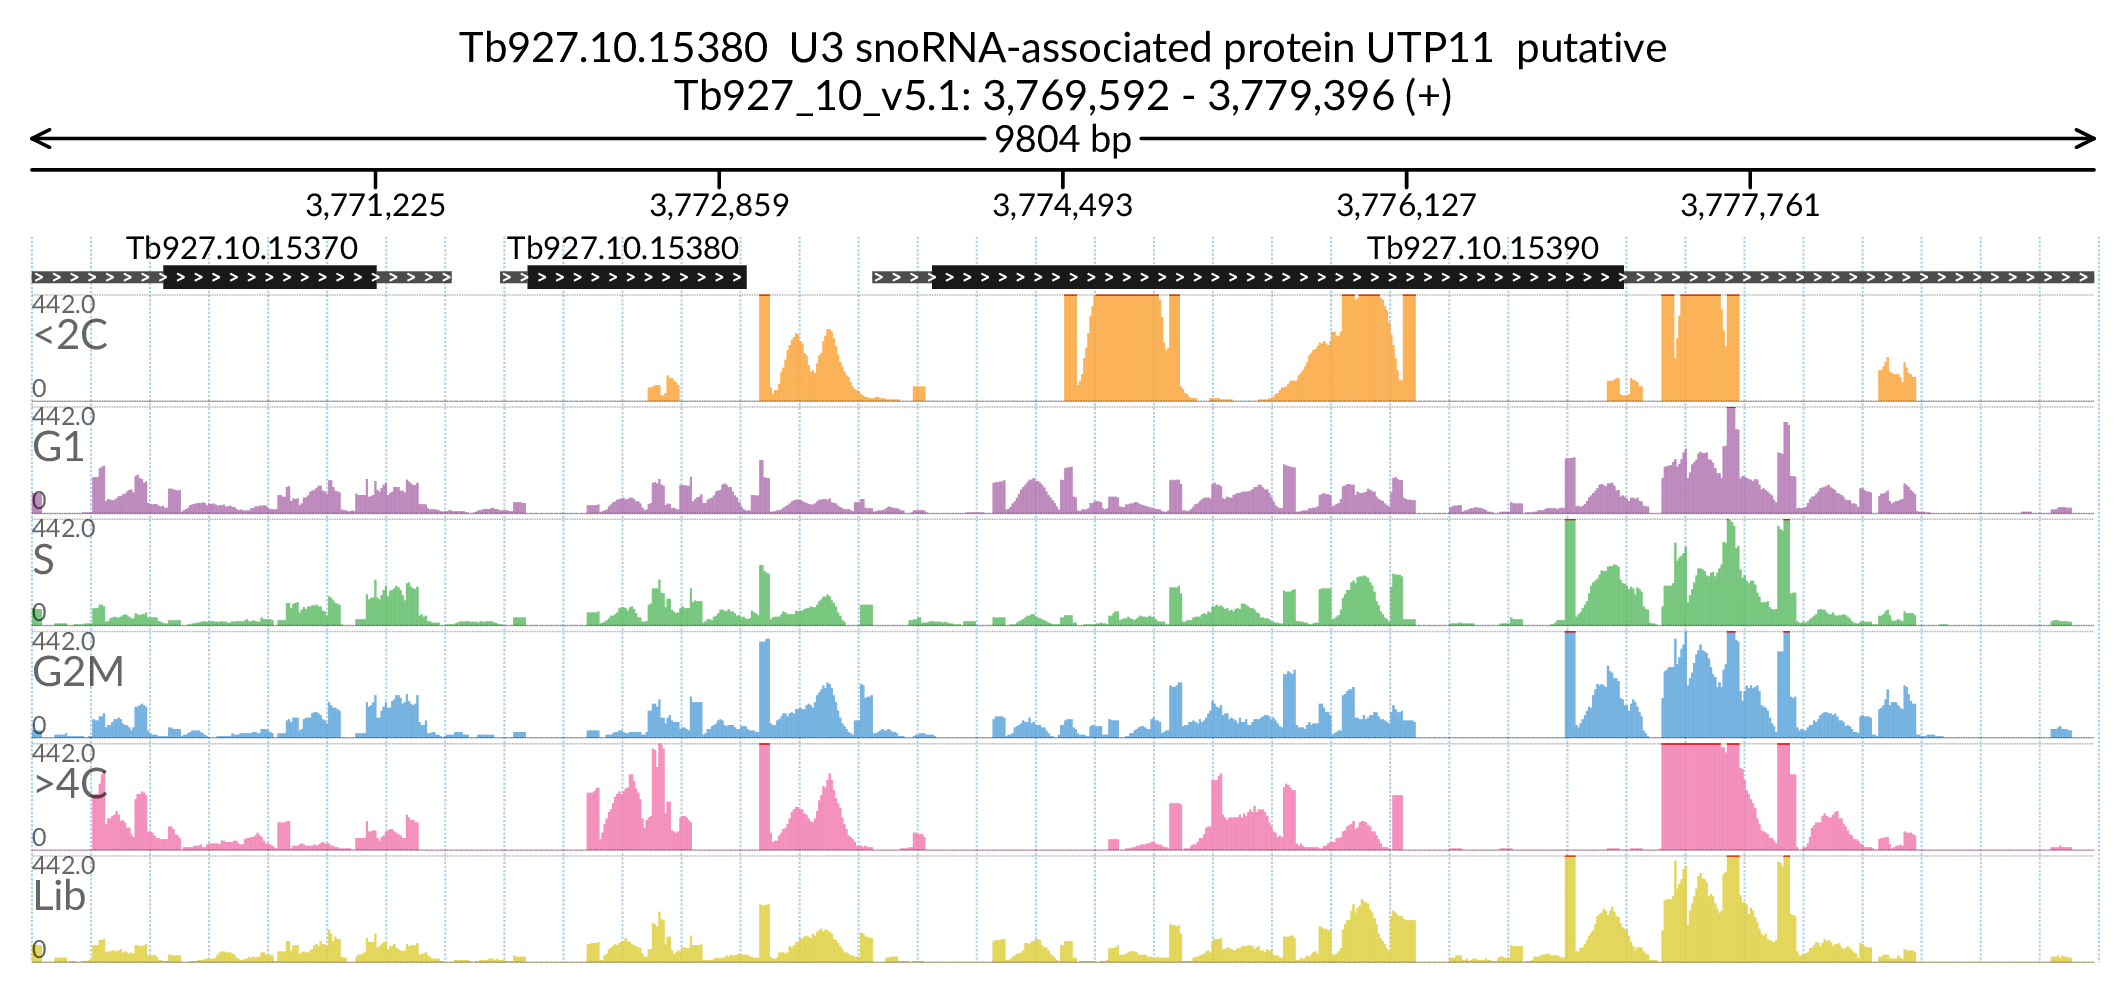 Tb927.10.15380  U3 snoRNA-associated protein UTP11  putative
Tb927_10_v5.1: 3,769,592 - 3,779,396 (+)
9804 bp
3,771,225 3,772,859 3,774,493 3,776,127 3,777,761
Tb927.10.15370 Tb927.10.15380 Tb927.10.15390
442.0
<2C
0
442.0
G1
0
442.0
S
0
442.0
G2M
0
442.0
>4C
0
442.0
Lib
0